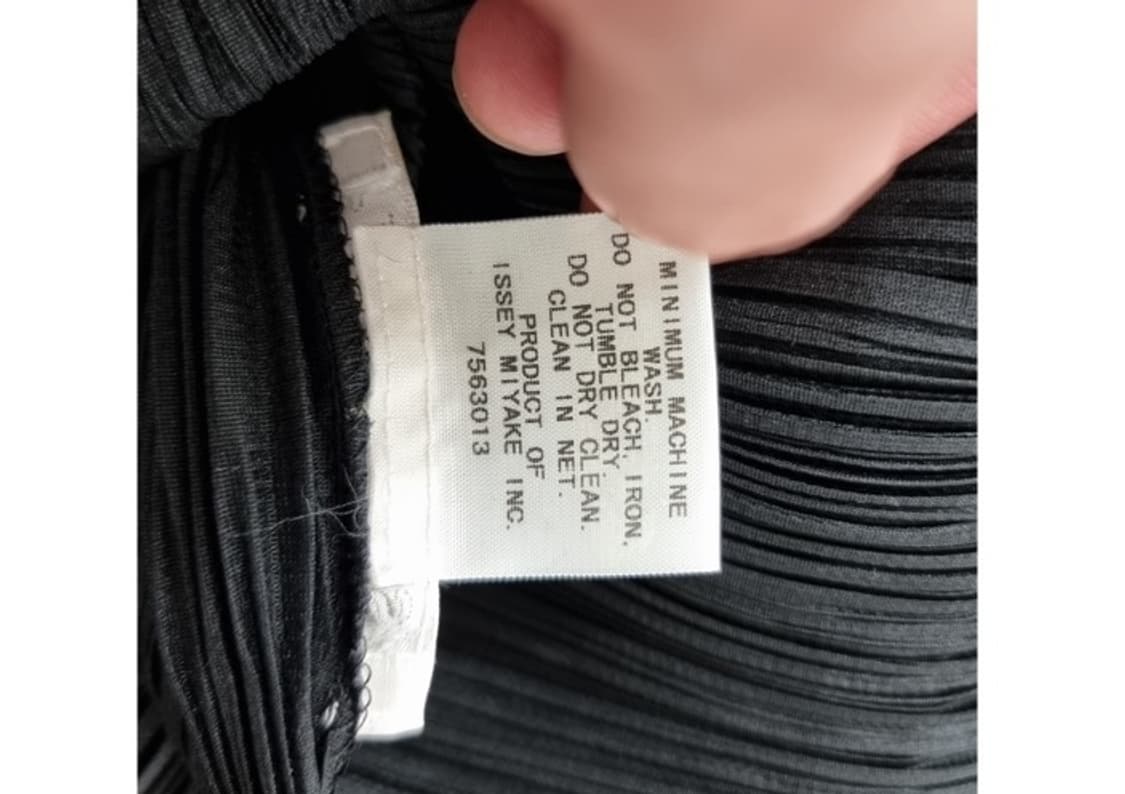 MINIMUM MACHINE
WASH.
DO NOT BLEACH, IRON,
TUMBLE DRY.
DO NOT DRY CLEAN.
CLEAN IN NET.
PRODUCT OF
ISSEY MIYAKE INC.
7563013